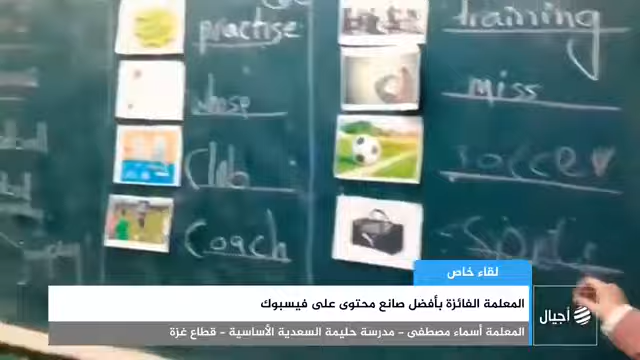 practise
whose
Club
Coach
training
miss
soccer
Sports
لقاء خاص
المعلمة الفائزة بأفضل صانع محتوى على فيسبوك
المعلمة أسماء مصطفى - مدرسة حليمة السعدية الأساسية - قطاع غزة
أجيال